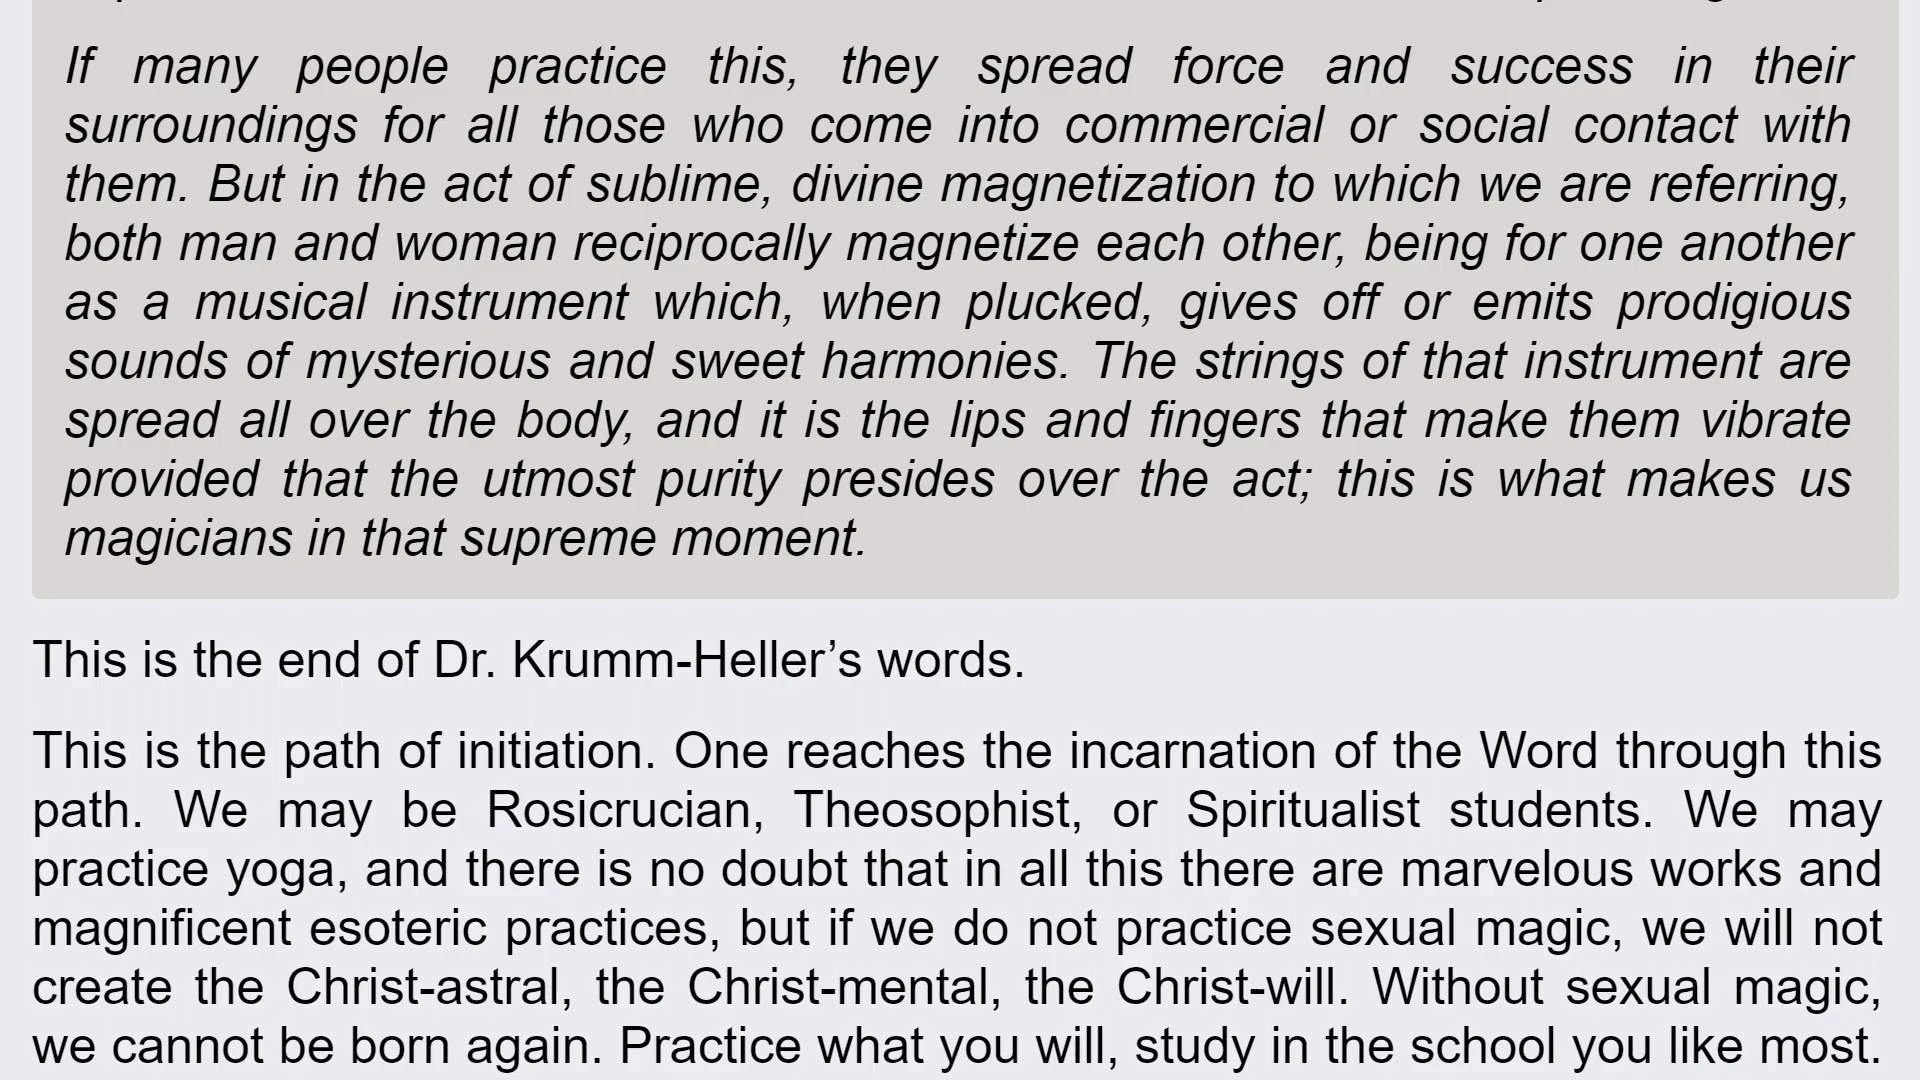 If many people practice this, they spread force and success in their
surroundings for all those who come into commercial or social contact with
them. But in the act of sublime, divine magnetization to which we are referring,
both man and woman reciprocally magnetize each other, being for one another
as a musical instrument which, when plucked, gives off or emits prodigious
sounds of mysterious and sweet harmonies. The strings of that instrument are
spread all over the body, and it is the lips and fingers that make them vibrate
provided that the utmost purity presides over the act; this is what makes us
magicians in that supreme moment.
This is the end of Dr. Krumm-Heller’s words.
This is the path of initiation. One reaches the incarnation of the Word through this
path. We may be Rosicrucian, Theosophist, or Spiritualist students. We may
practice yoga, and there is no doubt that in all this there are marvelous works and
magnificent esoteric practices, but if we do not practice sexual magic, we will not
create the Christ-astral, the Christ-mental, the Christ-will. Without sexual magic,
we cannot be born again. Practice what you will, study in the school you like most.